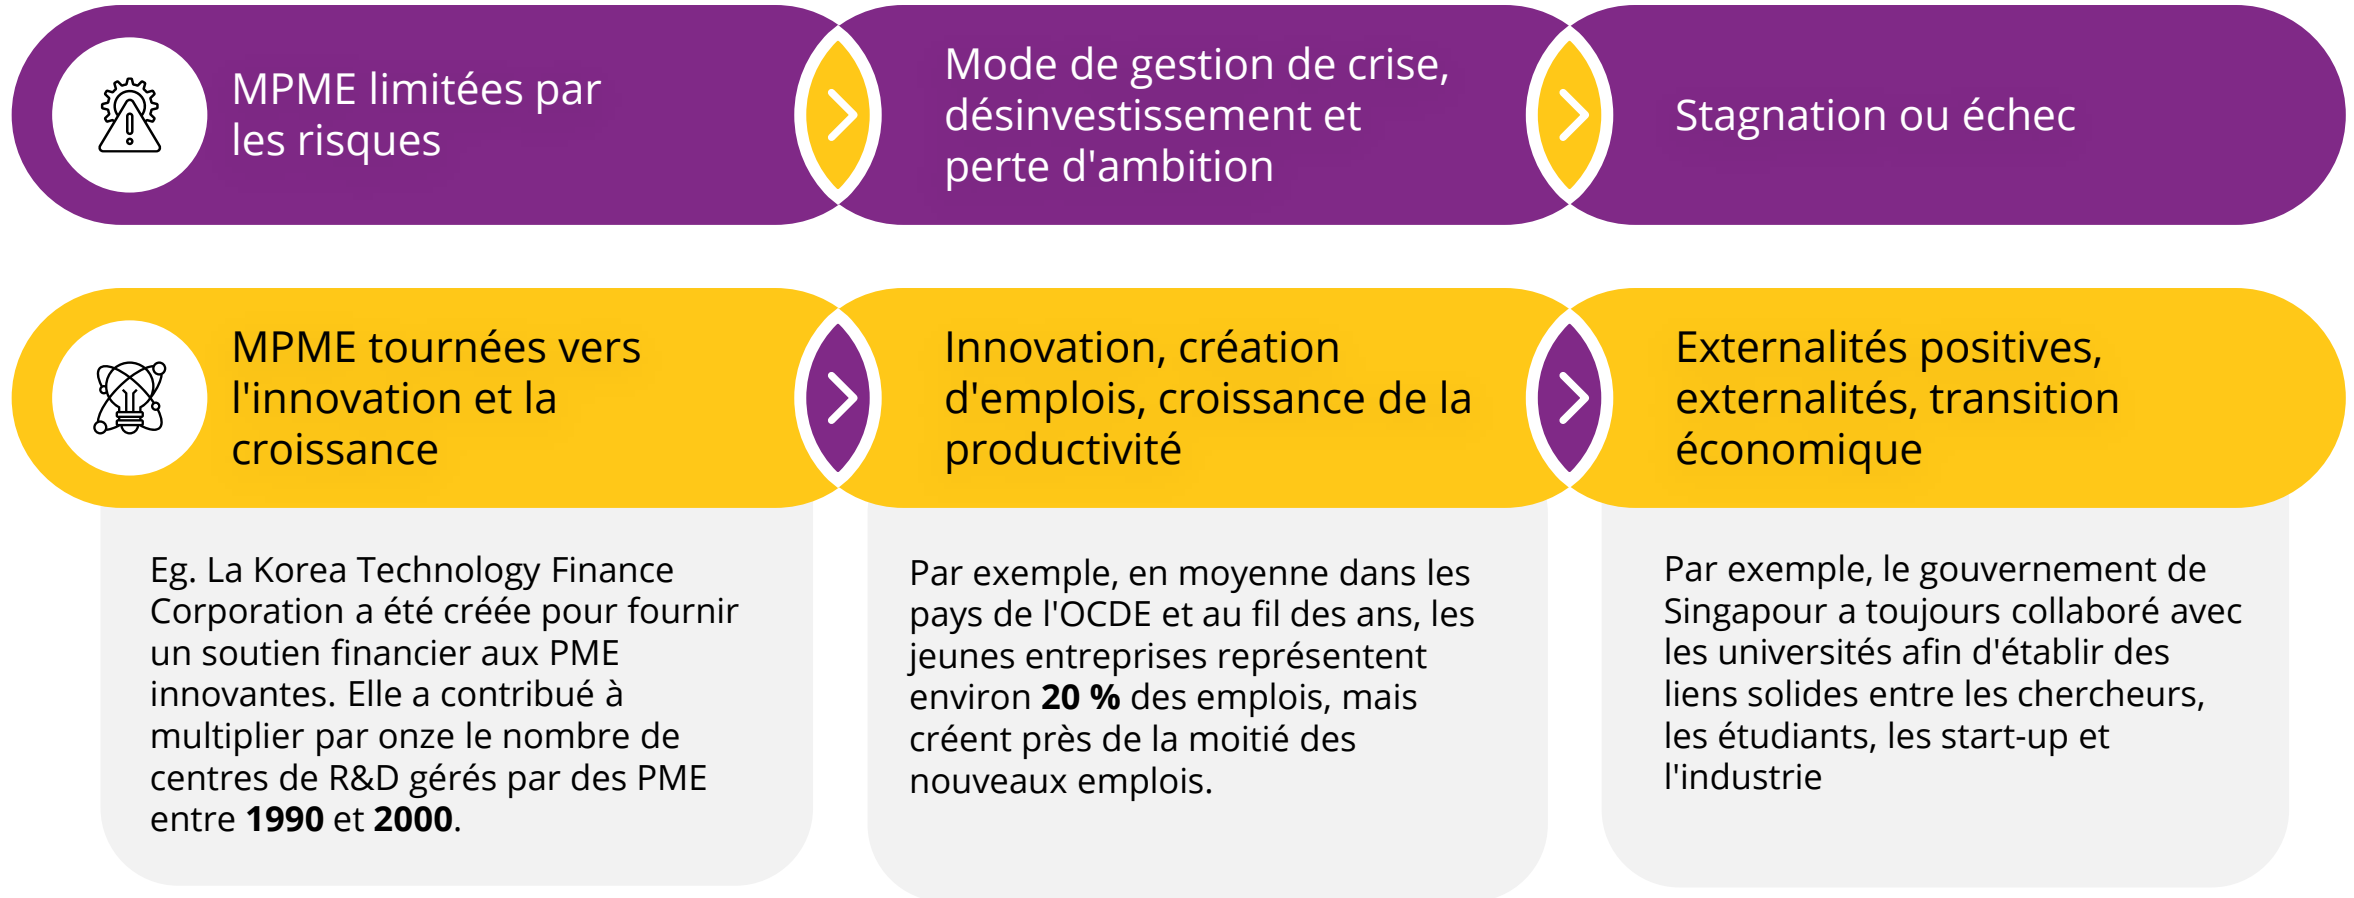 MPME limitées par
les risques
Mode de gestion de crise,
désinvestissement et
perte d'ambition
Stagnation ou échec
MPME tournées vers
l'innovation et la
croissance
Innovation, création
d'emplois, croissance de la
productivité
Externalités positives,
externalités, transition
économique
Eg. La Korea Technology Finance
Corporation a été créée pour fournir
un soutien financier aux PME
innovantes. Elle a contribué à
multiplier par onze le nombre de
centres de R&D gérés par des PME
entre 1990 et 2000.
Par exemple, en moyenne dans les
pays de l'OCDE et au fil des ans, les
jeunes entreprises représentent
environ 20 % des emplois, mais
créent près de la moitié des
nouveaux emplois.
Par exemple, le gouvernement de
Singapour a toujours collaboré avec
les universités afin d'établir des
liens solides entre les chercheurs,
les étudiants, les start-up et
l'industrie